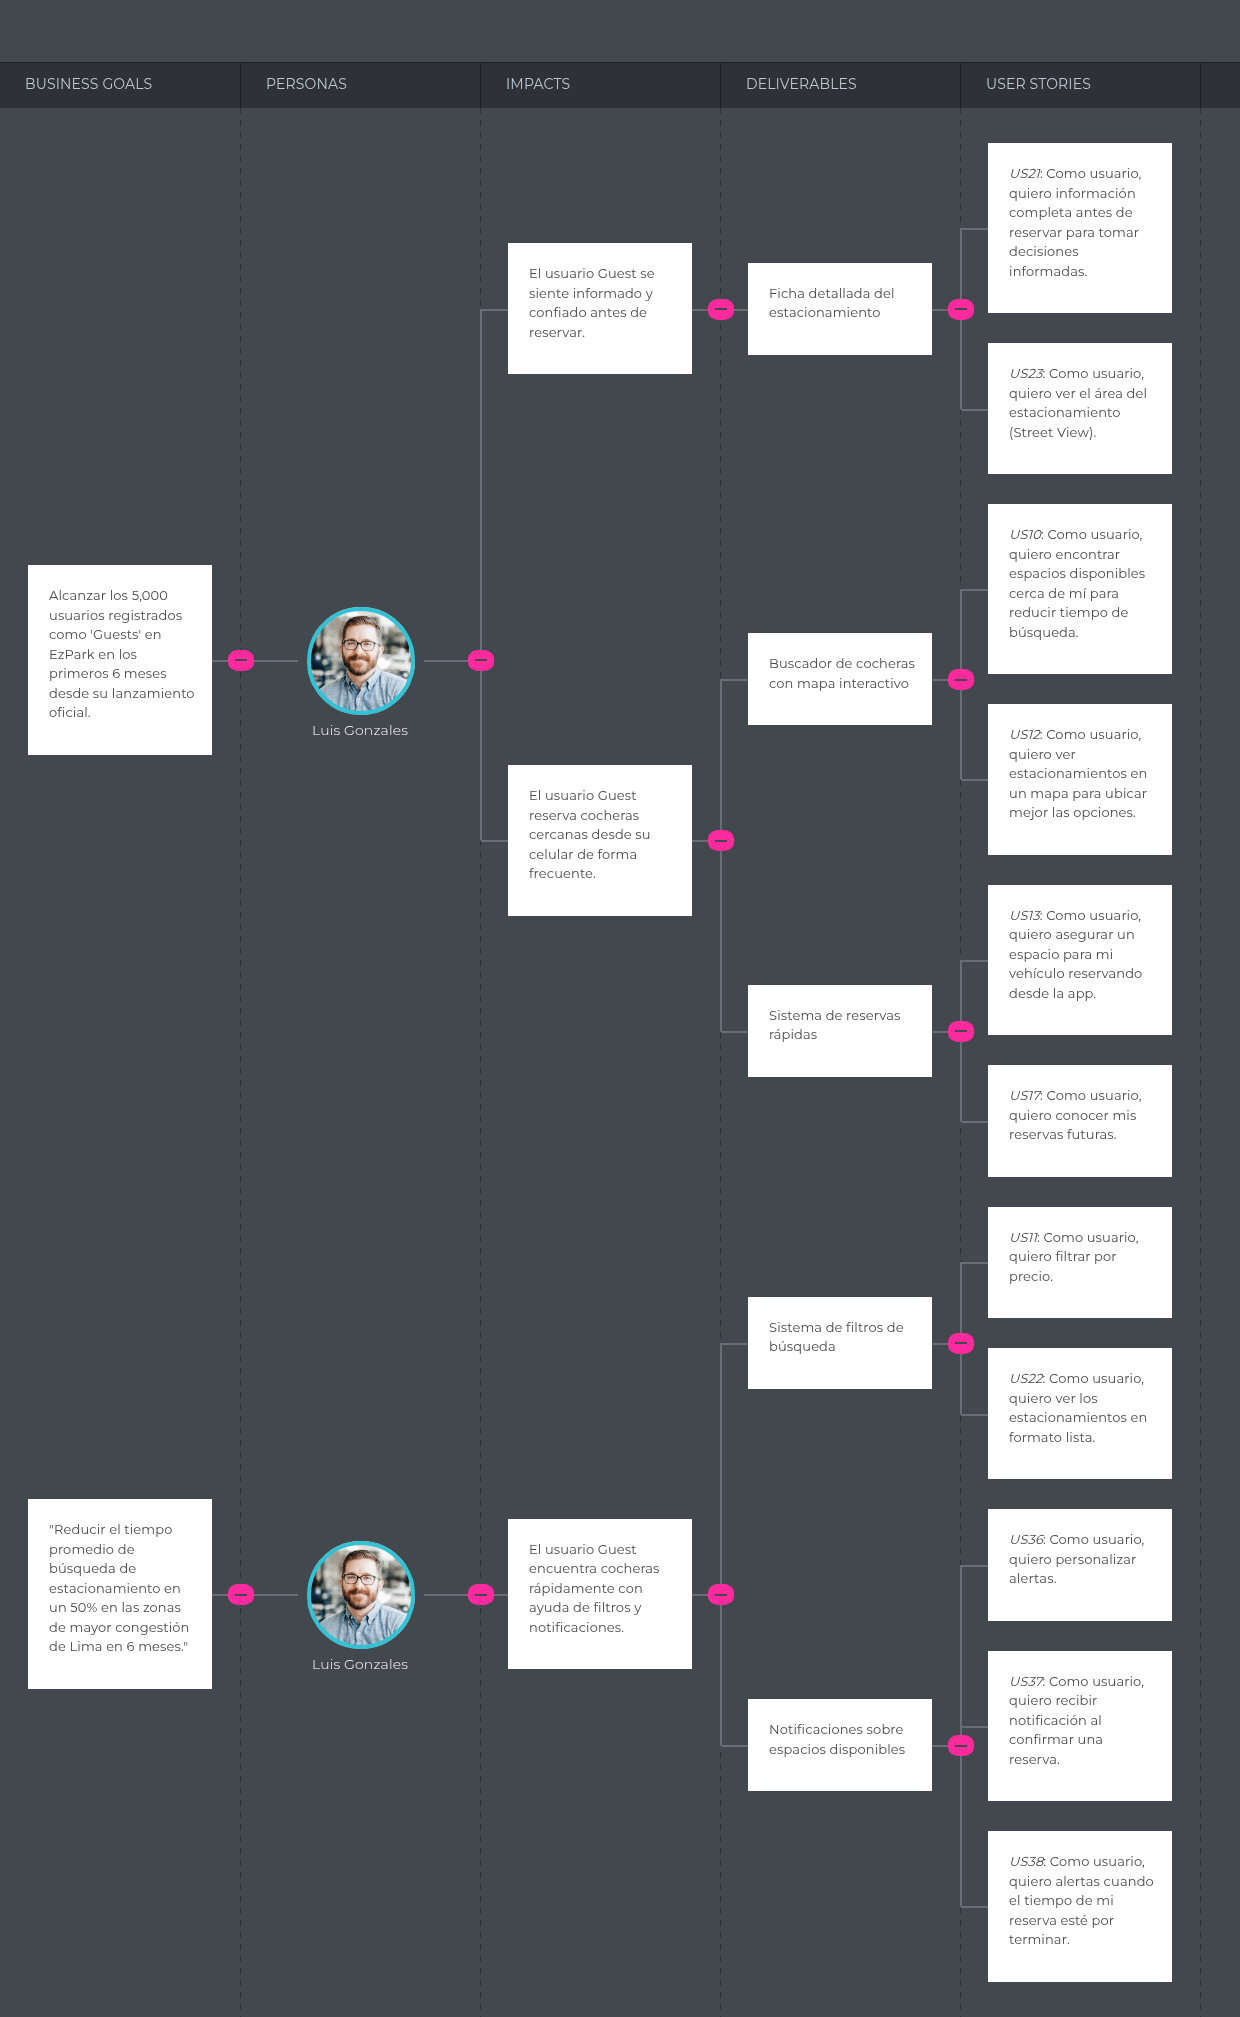 BUSINESS GOALS
PERSONAS
IMPACTS
DELIVERABLES
USER STORIES
Alcanzar los 5,000
usuarios registrados
como 'Guests' en
EzPark en los
primeros 6 meses
desde su lanzamiento
oficial.
Luis Gonzales
El usuario Guest se
siente informado y
confiado antes de
reservar.
Ficha detallada del
estacionamiento
US21: Como usuario,
quiero información
completa antes de
reservar para tomar
decisiones
informadas.
US23: Como usuario,
quiero ver el área del
estacionamiento
(Street View).
El usuario Guest
reserva cocheras
cercanas desde su
celular de forma
frecuente.
Buscador de cocheras
con mapa interactivo
US10: Como usuario,
quiero encontrar
espacios disponibles
cerca de mí para
reducir tiempo de
búsqueda.
US12: Como usuario,
quiero ver
estacionamientos en
un mapa para ubicar
mejor las opciones.
Sistema de reservas
rápidas
US13: Como usuario,
quiero asegurar un
espacio para mi
vehículo reservando
desde la app.
US17: Como usuario,
quiero conocer mis
reservas futuras.
"Reducir el tiempo
promedio de
búsqueda de
estacionamiento en
un 50% en las zonas
de mayor congestión
de Lima en 6 meses."
Luis Gonzales
El usuario Guest
encuentra cocheras
rápidamente con
ayuda de filtros y
notificaciones.
Sistema de filtros de
búsqueda
US11: Como usuario,
quiero filtrar por
precio.
US22: Como usuario,
quiero ver los
estacionamientos en
formato lista.
Notificaciones sobre
espacios disponibles
US36: Como usuario,
quiero personalizar
alertas.
US37: Como usuario,
quiero recibir
notificación al
confirmar una
reserva.
US38: Como usuario,
quiero alertas cuando
el tiempo de mi
reserva esté por
terminar.